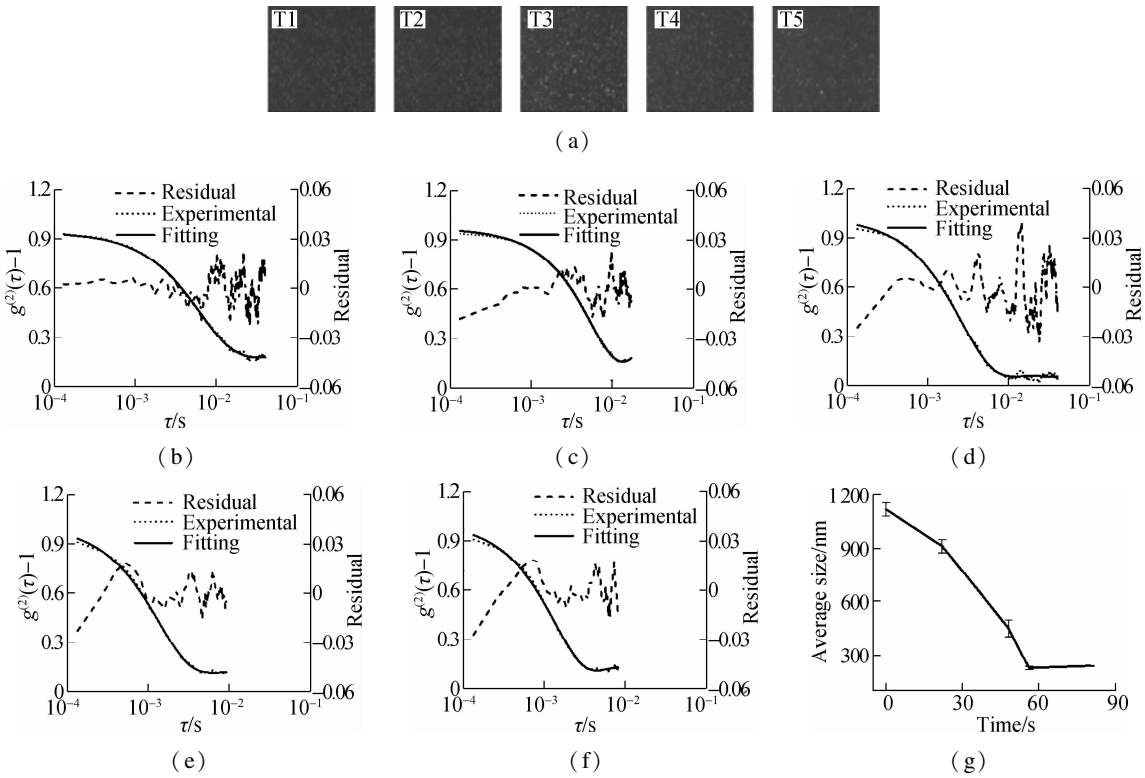 T1 T2 T3 T4 T5
(a)
1.2 0.06
Residual
Experimental
Fitting
0.9 0.03
0.6 0
0.3 −0.03
0 −0.06
10⁻⁴ 10⁻³ 10⁻² 10⁻¹
g⁽²⁾(τ)−1
Residual
τ/s
(b)
1.2 0.06
Residual
Experimental
Fitting
0.9 0.03
0.6 0
0.3 −0.03
0 −0.06
10⁻⁴ 10⁻³ 10⁻² 10⁻¹
g⁽²⁾(τ)−1
Residual
τ/s
(c)
1.2 0.06
Residual
Experimental
Fitting
0.9 0.03
0.6 0
0.3 −0.03
0 −0.06
10⁻⁴ 10⁻³ 10⁻² 10⁻¹
g⁽²⁾(τ)−1
Residual
τ/s
(d)
1.2 0.06
Residual
Experimental
Fitting
0.9 0.03
0.6 0
0.3 −0.03
0 −0.06
10⁻⁴ 10⁻³ 10⁻² 10⁻¹
g⁽²⁾(τ)−1
Residual
τ/s
(e)
1.2 0.06
Residual
Experimental
Fitting
0.9 0.03
0.6 0
0.3 −0.03
0 −0.06
10⁻⁴ 10⁻³ 10⁻² 10⁻¹
g⁽²⁾(τ)−1
Residual
τ/s
(f)
1 200
900
600
300
Average size/nm
0 30 60 90
Time/s
(g)